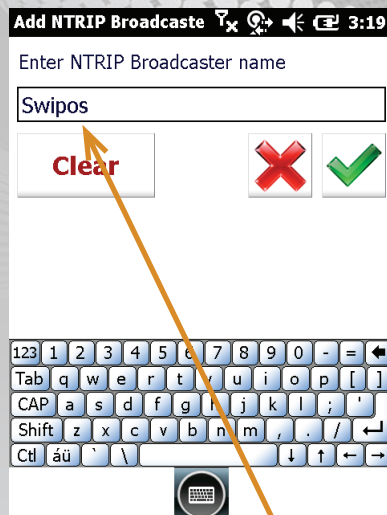 Add NTRIP Broadcaste 3:19
Enter NTRIP Broadcaster name
Swipos
Clear
123 1 2 3 4 5 6 7 8 9 0 - =
Tab q w e r t y u i o p [ ]
CAP a s d f g h j k l ; '
Shift z x c v b n m , . /
Ctl áü ` \